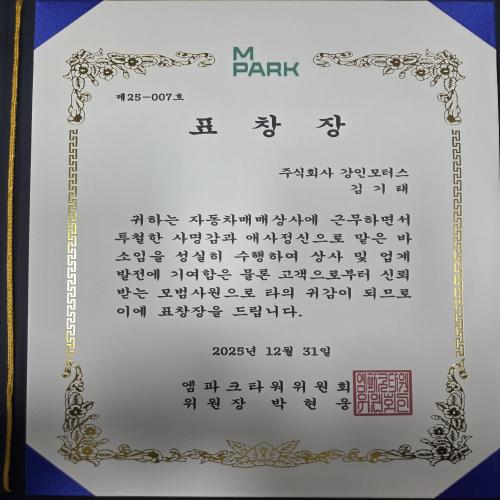 M
PARK
제25-007호
표 창 장
주식회사 강인모터스
김 기 태
귀하는 자동차매매상사에 근무하면서
투철한 사명감과 애사정신으로 맡은 바
소임을 성실히 수행하여 상사 및 업계
발전에 기여함은 물론 고객으로부터 신뢰
받는 모범사원으로 타의 귀감이 되므로
이에 표창장을 드립니다.
2025년 12월 31일
엠파크타워위원회
위원장 박현웅